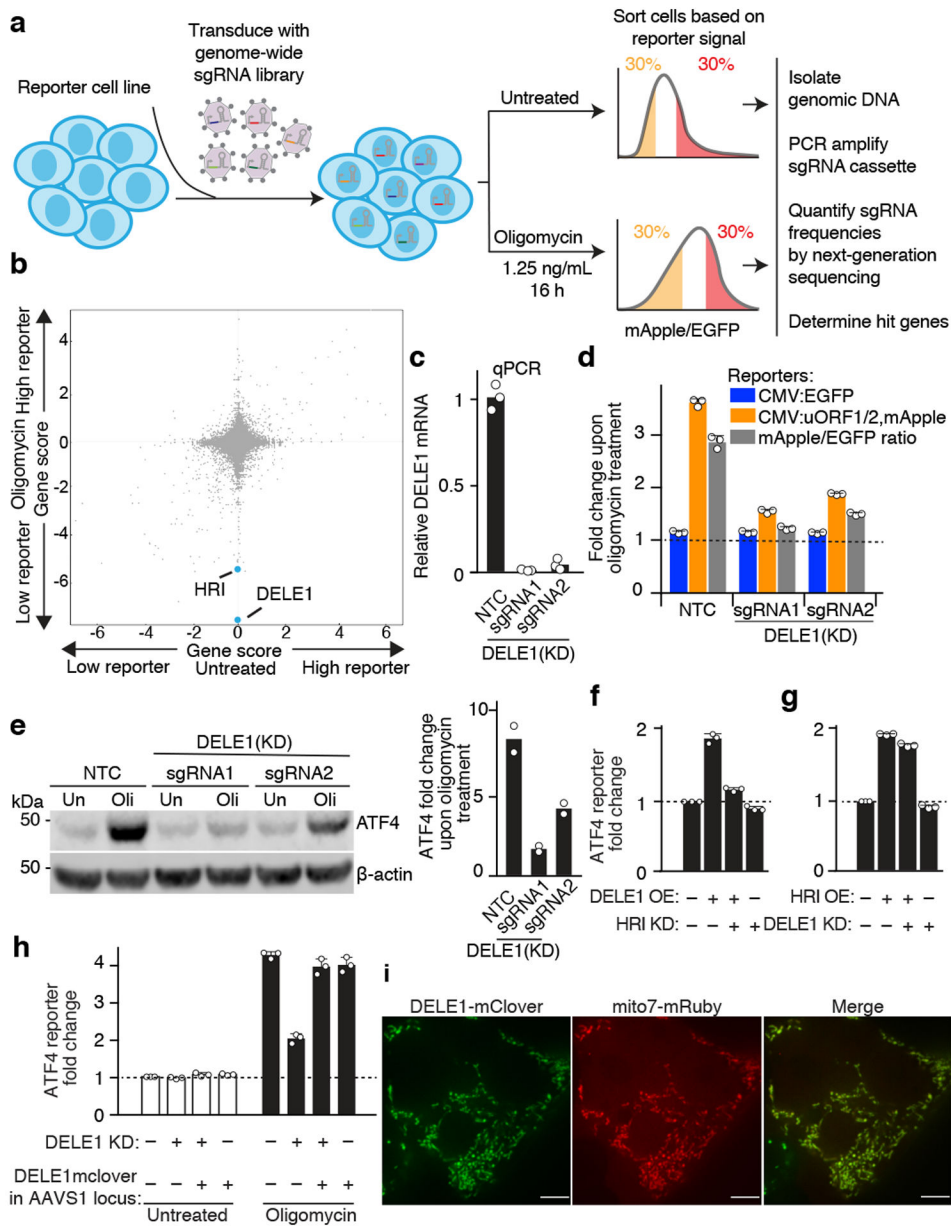 a
Transduce with
genome-wide
sgRNA library
Reporter cell line
Sort cells based on
reporter signal
30%
30%
Untreated
Oligomycin
1.25 ng/mL
16 h
30%
30%
mApple/EGFP
Isolate
genomic DNA
PCR amplify
sgRNA cassette
Quantify sgRNA
frequencies
by next-generation
sequencing
Determine hit genes
b
Low reporter
Oligomycin
Gene score
High reporter
4
2
0
-2
-4
-6
HRI
DELE1
-6
-4
-2
0
2
4
6
Low reporter
Gene score
Untreated
High reporter
c
qPCR
Relative DELE1 mRNA
1
0.5
0
NTC
sgRNA1
sgRNA2
DELE1(KD)
d
Reporters:
CMV:EGFP
CMV:uORF1/2,mApple
mApple/EGFP ratio
Fold change upon
oligomycin treatment
3
2
1
0
NTC
sgRNA1
sgRNA2
DELE1(KD)
e
DELE1(KD)
NTC
sgRNA1
sgRNA2
kDa
Un
Oli
Un
Oli
Un
Oli
50
ATF4
50
β-actin
ATF4 fold change
upon oligomycin
treatment
10
5
0
NTC
sgRNA1
sgRNA2
DELE1(KD)
f
ATF4 reporter
fold change
2
1
0
DELE1 OE: − + + −
HRI KD: − − + +
g
2
1
0
HRI OE: − + + −
DELE1 KD: − − + +
h
ATF4 reporter
fold change
4
3
2
1
0
DELE1 KD: − + + − − + + −
DELE1mclover
in AAVS1 locus: − − + + − − + +
Untreated
Oligomycin
i
DELE1-mClover
mito7-mRuby
Merge